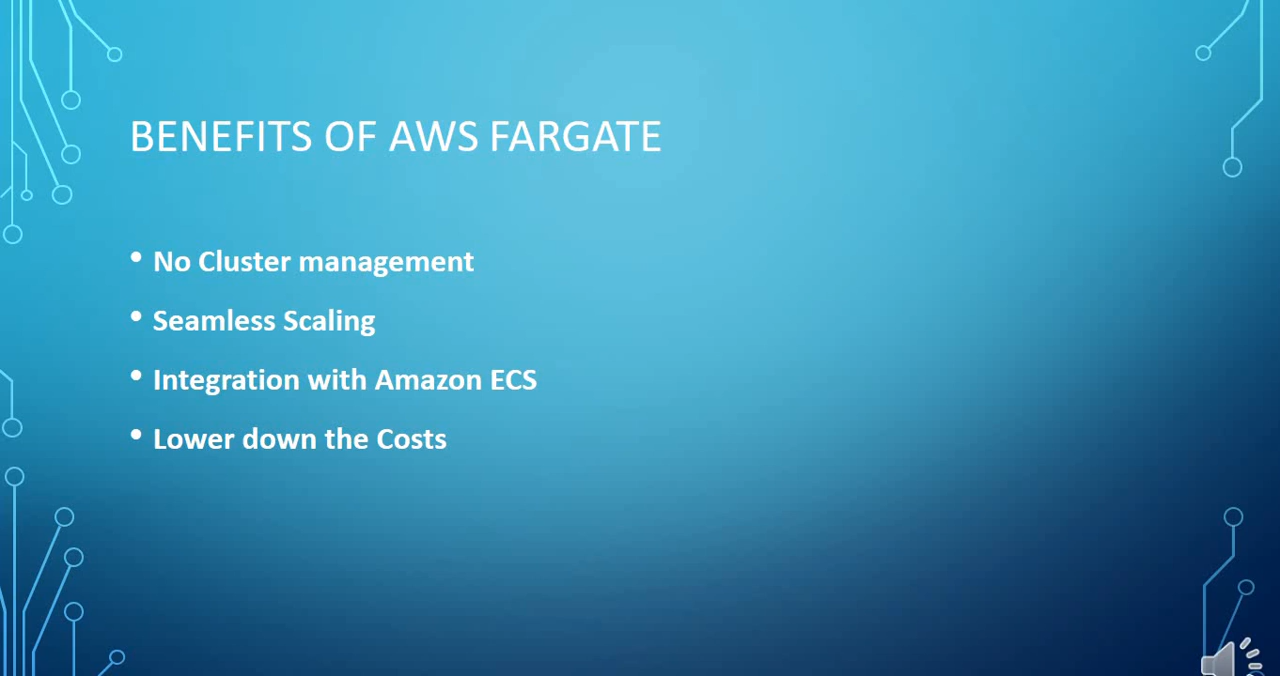 BENEFITS OF AWS FARGATE
• No Cluster management
• Seamless Scaling
• Integration with Amazon ECS
• Lower down the Costs